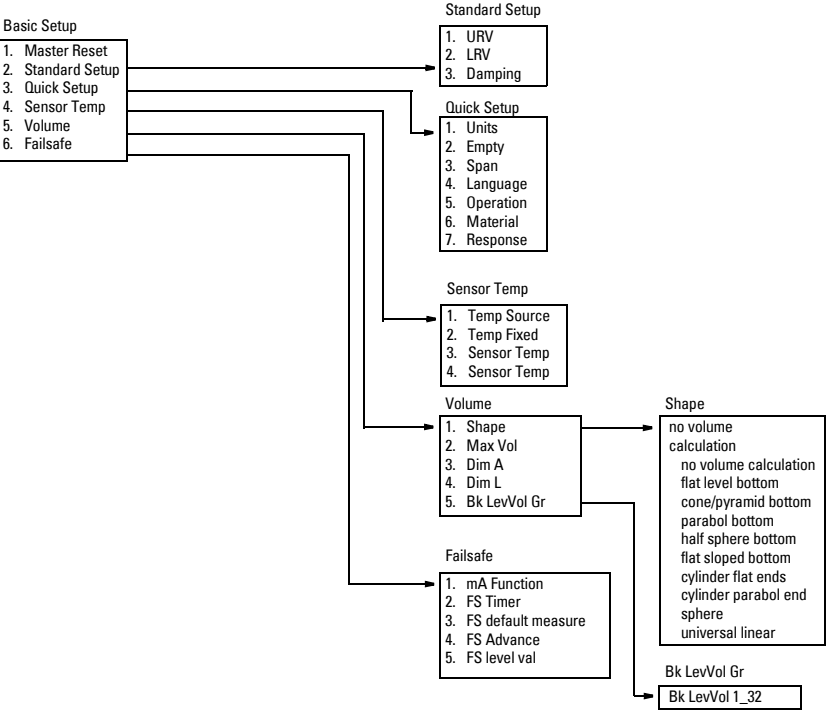 Basic Setup
1. Master Reset
2. Standard Setup
3. Quick Setup
4. Sensor Temp
5. Volume
6. Failsafe
Standard Setup
1. URV
2. LRV
3. Damping
Quick Setup
1. Units
2. Empty
3. Span
4. Language
5. Operation
6. Material
7. Response
Sensor Temp
1. Temp Source
2. Temp Fixed
3. Sensor Temp
4. Sensor Temp
Volume
1. Shape
2. Max Vol
3. Dim A
4. Dim L
5. Bk LevVol Gr
Shape
no volume
calculation
no volume calculation
flat level bottom
cone/pyramid bottom
parabol bottom
half sphere bottom
flat sloped bottom
cylinder flat ends
cylinder parabol end
sphere
universal linear
Failsafe
1. mA Function
2. FS Timer
3. FS default measure
4. FS Advance
5. FS level val
Bk LevVol Gr
Bk LevVol 1_32